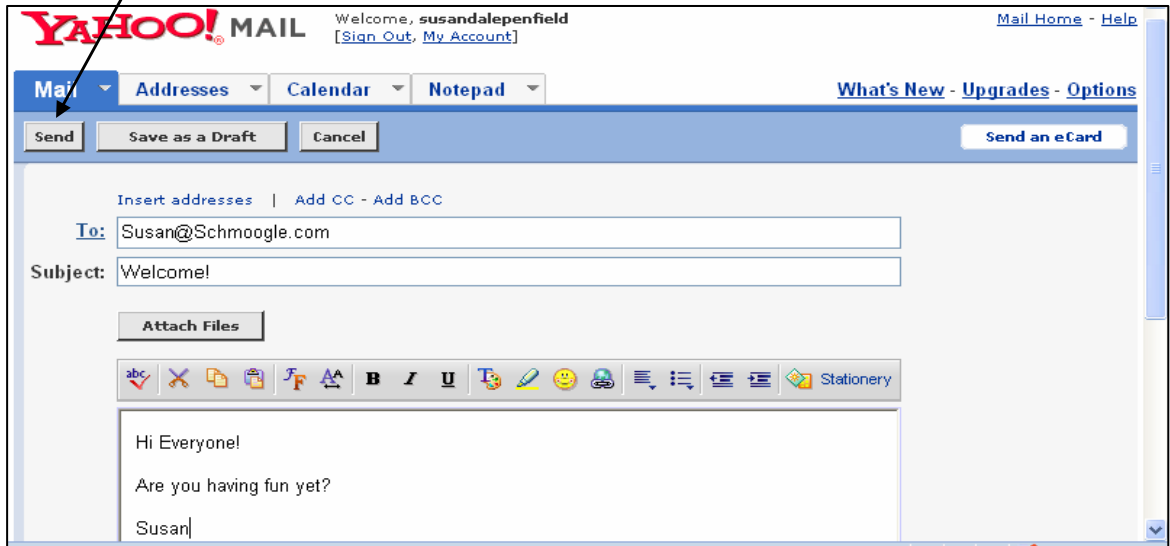 YAHOO! MAIL Welcome, susandalepenfield Mail Home - Help
[Sign Out, My Account]
Mail Addresses Calendar Notepad What's New - Upgrades - Options
Send Save as a Draft Cancel Send an eCard
Insert addresses | Add CC - Add BCC
To: Susan@Schmoogle.com
Subject: Welcome!
Attach Files
abc B I U Stationery
Hi Everyone!
Are you having fun yet?
Susan